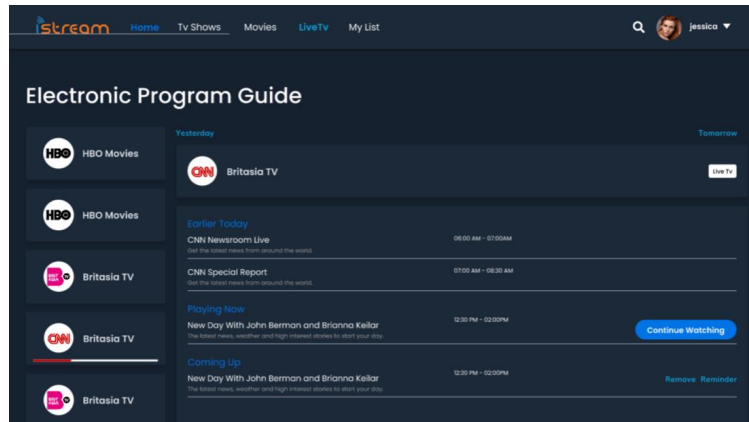 istream Home Tv Shows Movies LiveTv My List jessica
Electronic Program Guide
Yesterday Tomorrow
HBO HBO Movies
CNN Britasia TV Live Tv
HBO HBO Movies
Earlier Today
CNN Newsroom Live 06:00 AM - 07:00AM
Get the latest news from around the world.
CNN Special Report 07:00 AM - 08:30 AM
Get the latest news from around the world.
Britasia TV
Playing Now
New Day With John Berman and Brianna Keilar 12:30 PM - 02:00PM
The latest news, weather and high interest stories to start your day.
Continue Watching
CNN Britasia TV
Coming Up
New Day With John Berman and Brianna Keilar 12:30 PM - 02:00PM
The latest news, weather and high interest stories to start your day.
Remove Reminder
Britasia TV